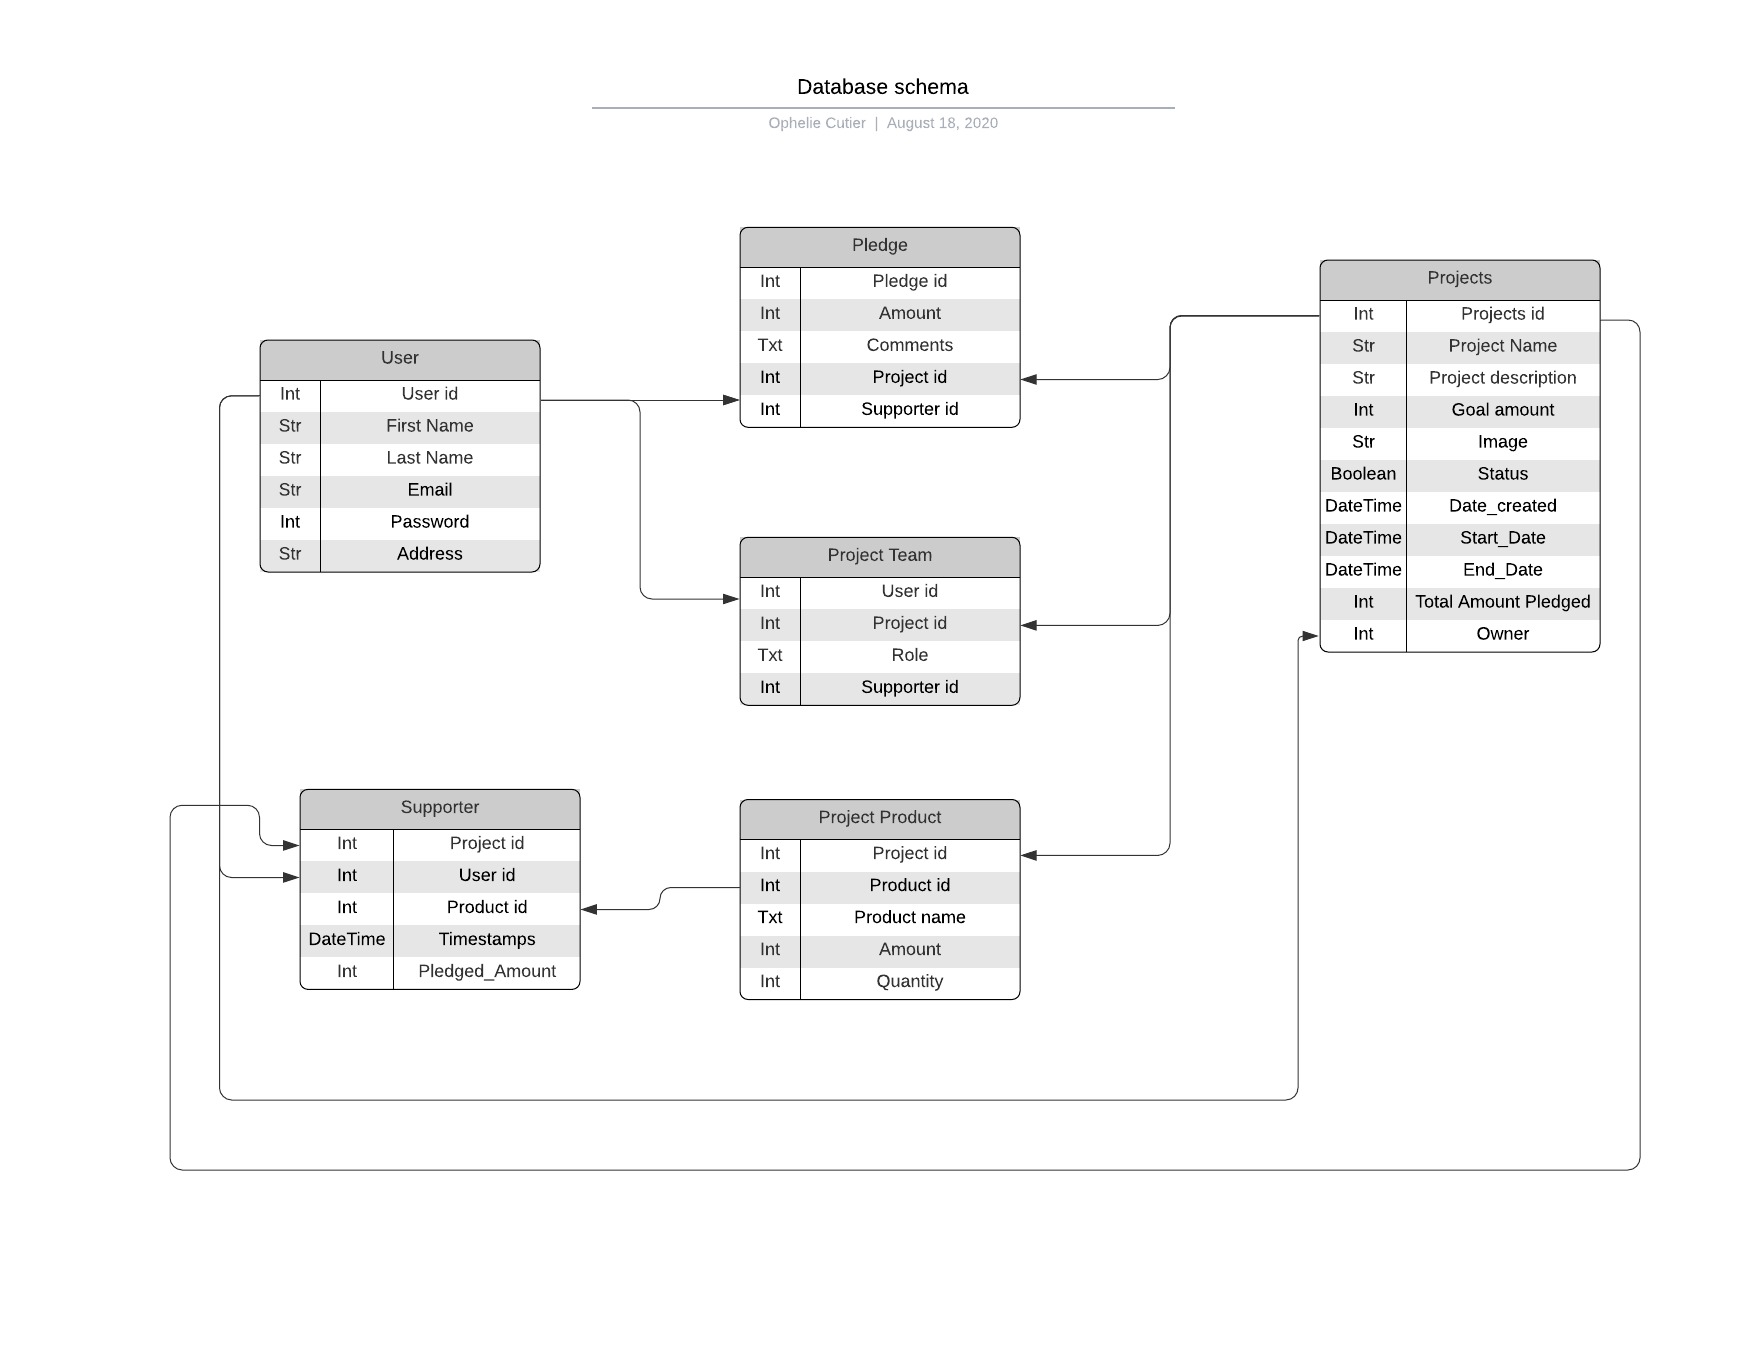 Database schema
Ophelie Cutier | August 18, 2020
Pledge
Int Pledge id
Int Amount
Txt Comments
Int Project id
Int Supporter id
Projects
Int Projects id
Str Project Name
Str Project description
Int Goal amount
Str Image
Boolean Status
DateTime Date_created
DateTime Start_Date
DateTime End_Date
Int Total Amount Pledged
Int Owner
User
Int User id
Str First Name
Str Last Name
Str Email
Int Password
Str Address
Project Team
Int User id
Int Project id
Txt Role
Int Supporter id
Supporter
Int Project id
Int User id
Int Product id
DateTime Timestamps
Int Pledged_Amount
Project Product
Int Project id
Int Product id
Txt Product name
Int Amount
Int Quantity